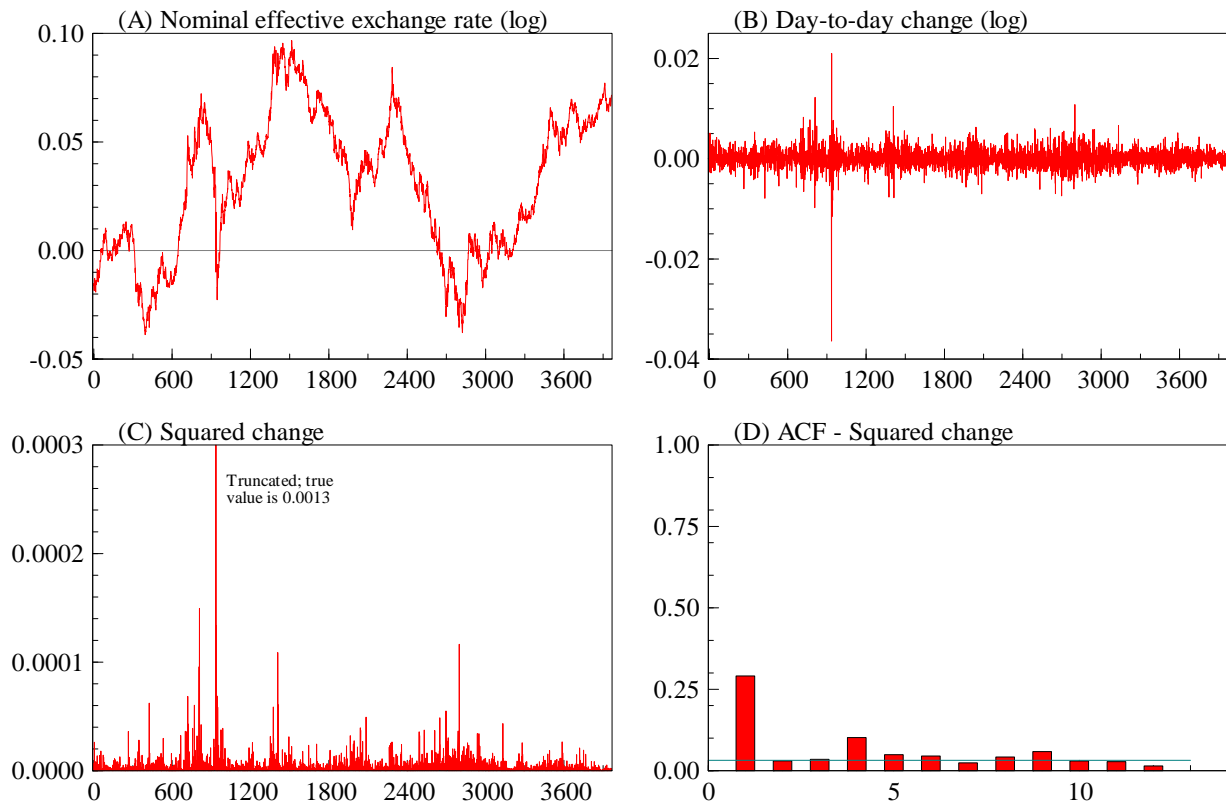 (A) Nominal effective exchange rate (log)
0.10
0.05
0.00
-0.05
0 600 1200 1800 2400 3000 3600
(B) Day-to-day change (log)
0.02
0.00
-0.02
-0.04
0 600 1200 1800 2400 3000 3600
(C) Squared change
0.0003
Truncated; true
value is 0.0013
0.0002
0.0001
0.0000
0 600 1200 1800 2400 3000 3600
(D) ACF - Squared change
1.00
0.75
0.50
0.25
0.00
0 5 10